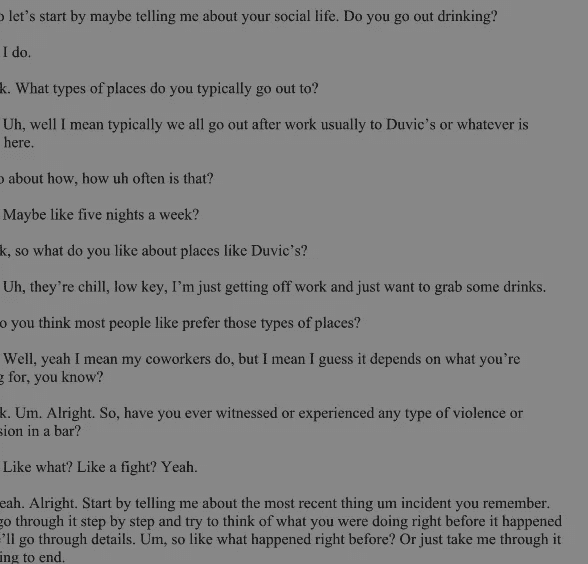 let’s start by maybe telling me about your social life. Do you go out drinking?
I do.
What types of places do you typically go out to?
Uh, well I mean typically we all go out after work usually to Duvic’s or whatever is
here.
about how, how uh often is that?
Maybe like five nights a week?
so what do you like about places like Duvic’s?
Uh, they’re chill, low key, I’m just getting off work and just want to grab some drinks.
you think most people like prefer those types of places?
Well, yeah I mean my coworkers do, but I mean I guess it depends on what you’re
for, you know?
Um. Alright. So, have you ever witnessed or experienced any type of violence or
in a bar?
Like what? Like a fight? Yeah.
Alright. Start by telling me about the most recent thing um incident you remember.
go through it step by step and try to think of what you were doing right before it happened
go through details. Um, so like what happened right before? Or just take me through it
to end.